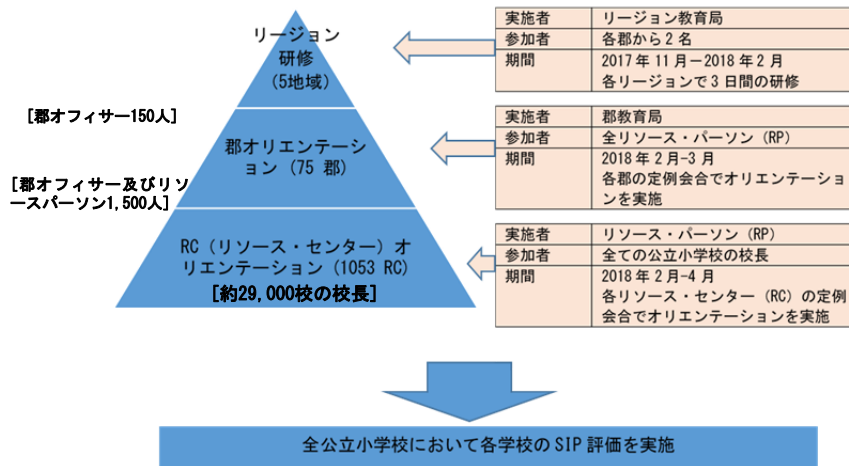 リージョン
研修
（5地域）
実施者 リージョン教育局
参加者 各郡から2名
期間 2017年11月－2018年2月
各リージョンで3日間の研修
[郡オフィサー150人]
郡オリエンテーシ
ョン（75 郡）
実施者 郡教育局
参加者 全リソース・パーソン（RP）
期間 2018年2月-3月
各郡の定例会合でオリエンテーショ
ンを実施
[郡オフィサー及びリソ
ースパーソン1,500人]
RC（リソース・センター）オ
リエンテーション（1053 RC）
[約29,000校の校長]
実施者 リソース・パーソン（RP）
参加者 全ての公立小学校の校長
期間 2018年2月-4月
各リソース・センター（RC）の定例
会合でオリエンテーションを実施
全公立小学校において各学校のSIP評価を実施